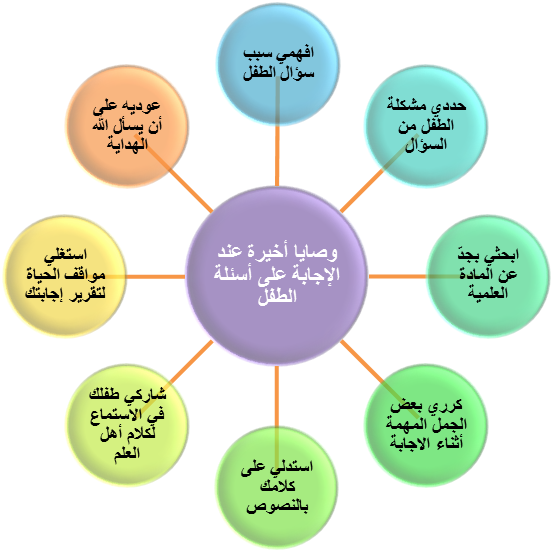 وصايا أخيرة عند
الإجابة على أسئلة
الطفل
افهمي سبب
سؤال الطفل
حددي مشكلة
الطفل من
السؤال
ابحثي بجدّ
عن المادة
العلمية
كرري بعض
الجمل المهمة
أثناء الاجابة
استدلي على
كلامك
بالنصوص
شاركي طفلك
في الاستماع
لكلام أهل
العلم
استغلي
مواقف الحياة
لتقرير إجابتك
عوديه على
أن يسأل الله
الهداية